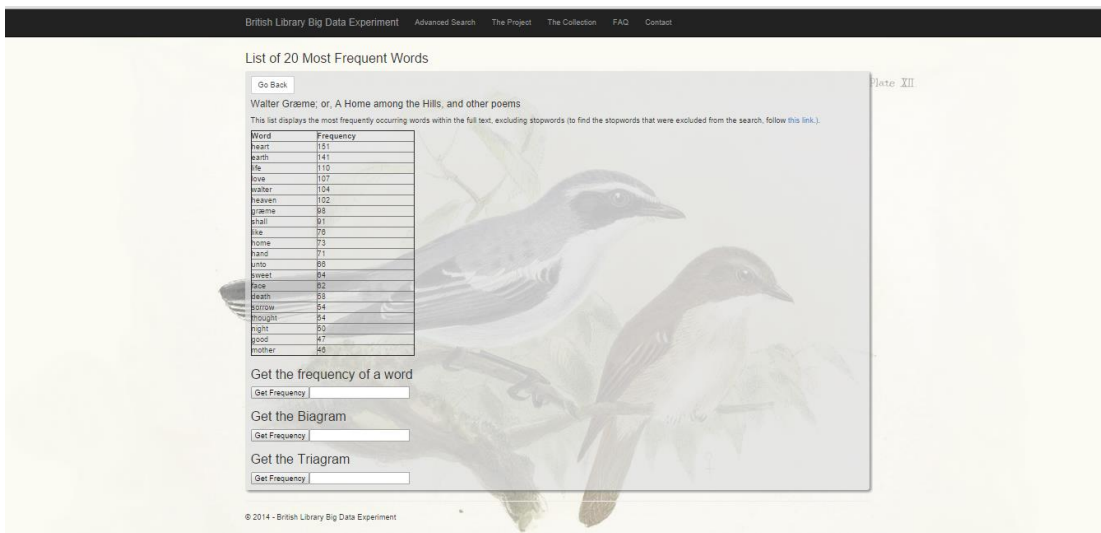 British Library Big Data Experiment Advanced Search The Project The Collection FAQ Contact
List of 20 Most Frequent Words
Go Back
Plate XII
Walter Græme; or, A Home among the Hills, and other poems
This list displays the most frequently occurring words within the full text, excluding stopwords (to find the stopwords that were excluded from the search, follow this link.).
Word Frequency
heart 151
earth 141
life 110
love 107
walter 104
heaven 102
græme 98
shall 91
like 76
home 73
hand 71
unto 66
sweet 64
face 62
death 58
sorrow 54
thought 54
night 50
good 47
mother 46
Get the frequency of a word
Get Frequency
Get the Biagram
Get Frequency
Get the Triagram
Get Frequency
© 2014 - British Library Big Data Experiment